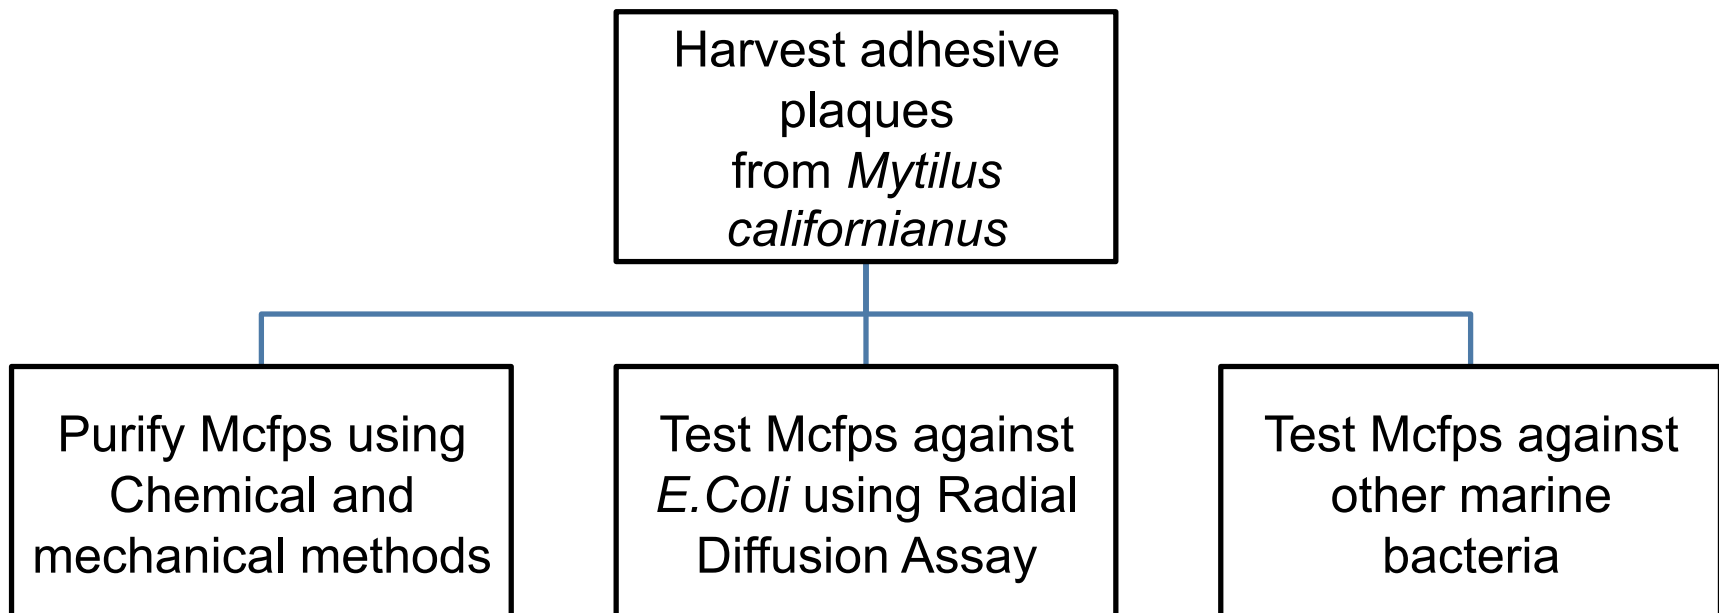 Harvest adhesive
plaques
from Mytilus
californianus
Purify Mcfps using
Chemical and
mechanical methods
Test Mcfps against
E.Coli using Radial
Diffusion Assay
Test Mcfps against
other marine
bacteria